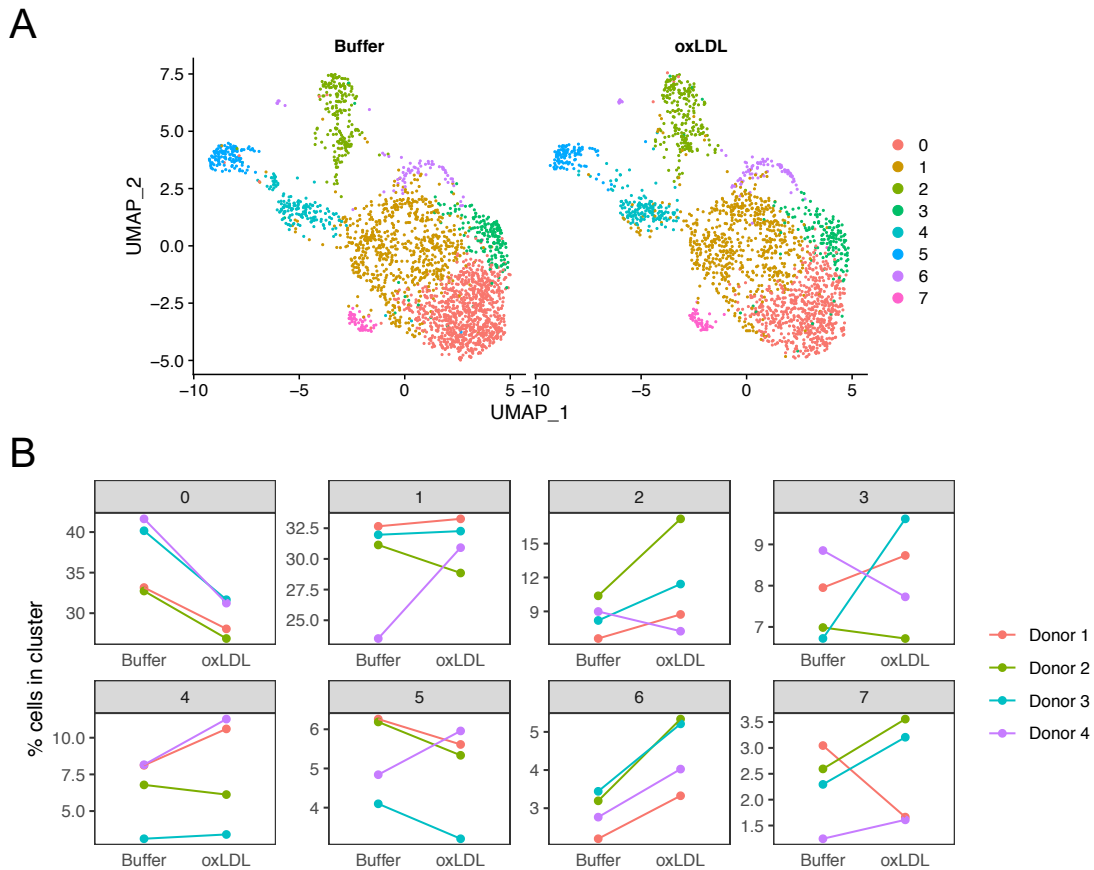 A
Buffer
oxLDL
7.5
5.0
2.5
0.0
−2.5
−5.0
UMAP_2
−10
−5
0
5
−10
−5
0
5
UMAP_1
0
1
2
3
4
5
6
7
B
% cells in cluster
0
40
35
30
Buffer
oxLDL
1
32.5
30.0
27.5
25.0
Buffer
oxLDL
2
15
12
9
Buffer
oxLDL
3
9
8
7
Buffer
oxLDL
4
10.0
7.5
5.0
Buffer
oxLDL
5
6
5
4
Buffer
oxLDL
6
5
4
3
Buffer
oxLDL
7
3.5
3.0
2.5
2.0
1.5
Buffer
oxLDL
Donor 1
Donor 2
Donor 3
Donor 4